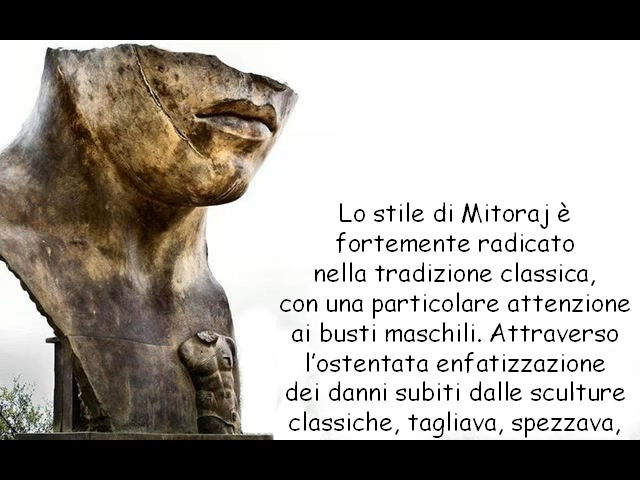 Lo stile di Mitoraj è
fortemente radicato
nella tradizione classica,
con una particolare attenzione
ai busti maschili. Attraverso
l’ostentata enfatizzazione
dei danni subiti dalle sculture
classiche, tagliava, spezzava,